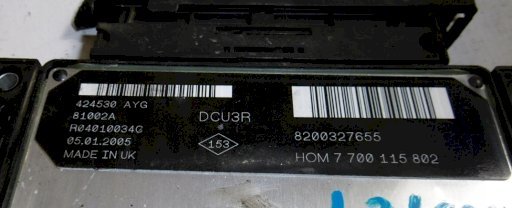 424530 AYG
81002A
R04010034G
05.01.2005
MADE IN UK
DCU3R
153
8200327655
HOM 7 700 115 802